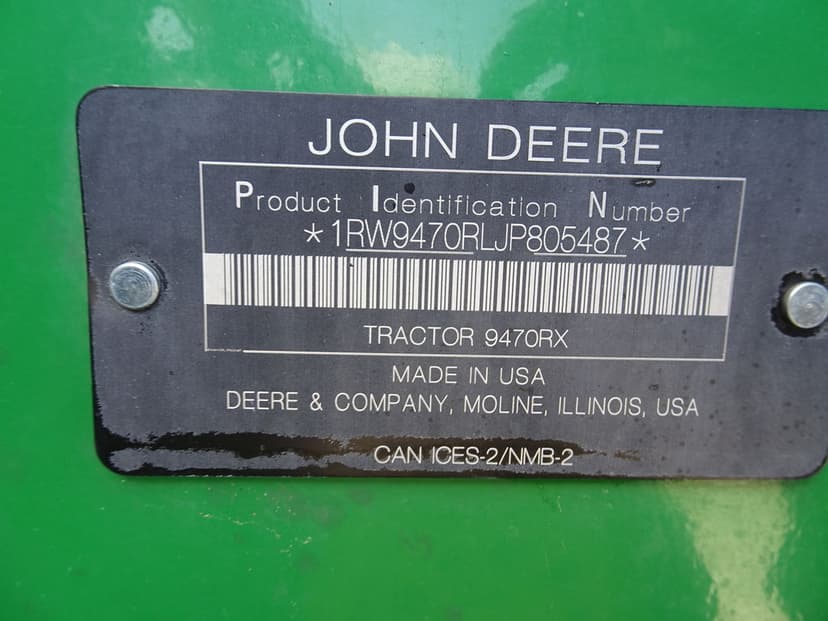 JOHN DEERE
Product Identification Number
*1RW9470RLJP805487*
TRACTOR 9470RX
MADE IN USA
DEERE & COMPANY, MOLINE, ILLINOIS, USA
CAN ICES-2/NMB-2